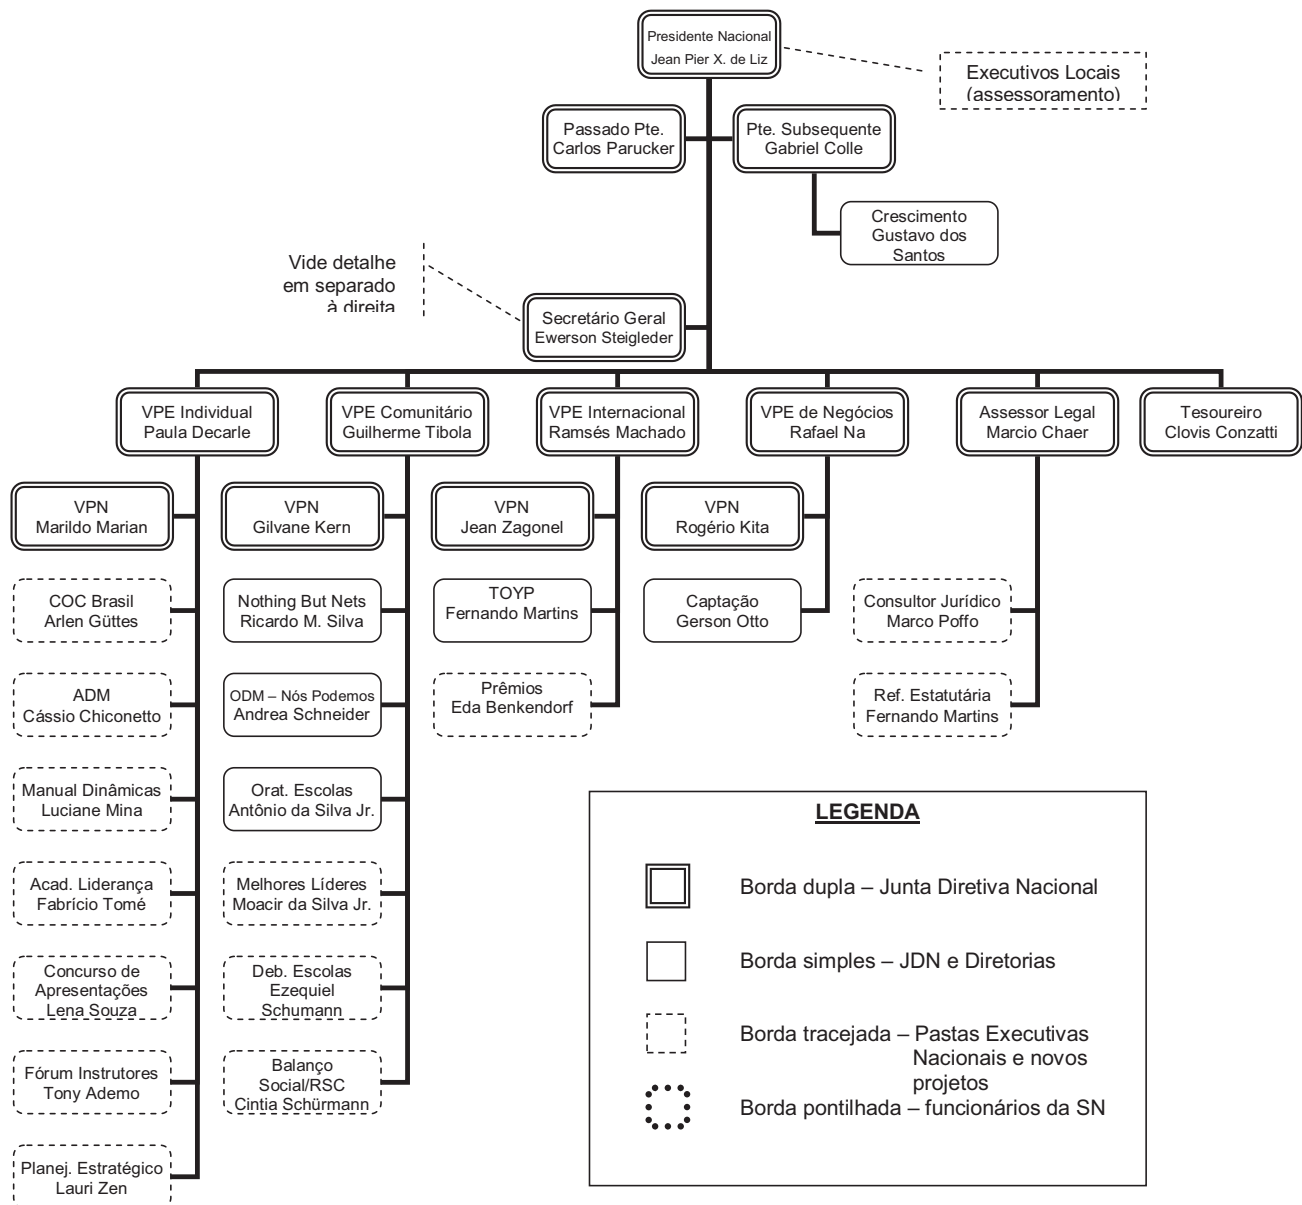 Presidente Nacional
Jean Pier X. de Liz
Executivos Locais
(assessoramento)
Passado Pte.
Carlos Parucker
Pte. Subsequente
Gabriel Colle
Crescimento
Gustavo dos
Santos
Vide detalhe
em separado
à direita
Secretário Geral
Ewerson Steigleder
VPE Individual
Paula Decarle
VPE Comunitário
Guilherme Tibola
VPE Internacional
Ramsés Machado
VPE de Negócios
Rafael Na
Assessor Legal
Marcio Chaer
Tesoureiro
Clovis Conzatti
VPN
Marildo Marian
VPN
Gilvane Kern
VPN
Jean Zagonel
VPN
Rogério Kita
COC Brasil
Arlen Güttes
Nothing But Nets
Ricardo M. Silva
TOYP
Fernando Martins
Captação
Gerson Otto
Consultor Jurídico
Marco Poffo
ADM
Cássio Chiconetto
ODM – Nós Podemos
Andrea Schneider
Prêmios
Eda Benkendorf
Ref. Estatutária
Fernando Martins
Manual Dinâmicas
Luciane Mina
Orat. Escolas
Antônio da Silva Jr.
Acad. Liderança
Fabrício Tomé
Melhores Líderes
Moacir da Silva Jr.
Concurso de
Apresentações
Lena Souza
Deb. Escolas
Ezequiel
Schumann
Fórum Instrutores
Tony Ademo
Balanço
Social/RSC
Cintia Schürmann
Planej. Estratégico
Lauri Zen
LEGENDA
Borda dupla – Junta Diretiva Nacional
Borda simples – JDN e Diretorias
Borda tracejada – Pastas Executivas
Nacionais e novos
projetos
Borda pontilhada – funcionários da SN